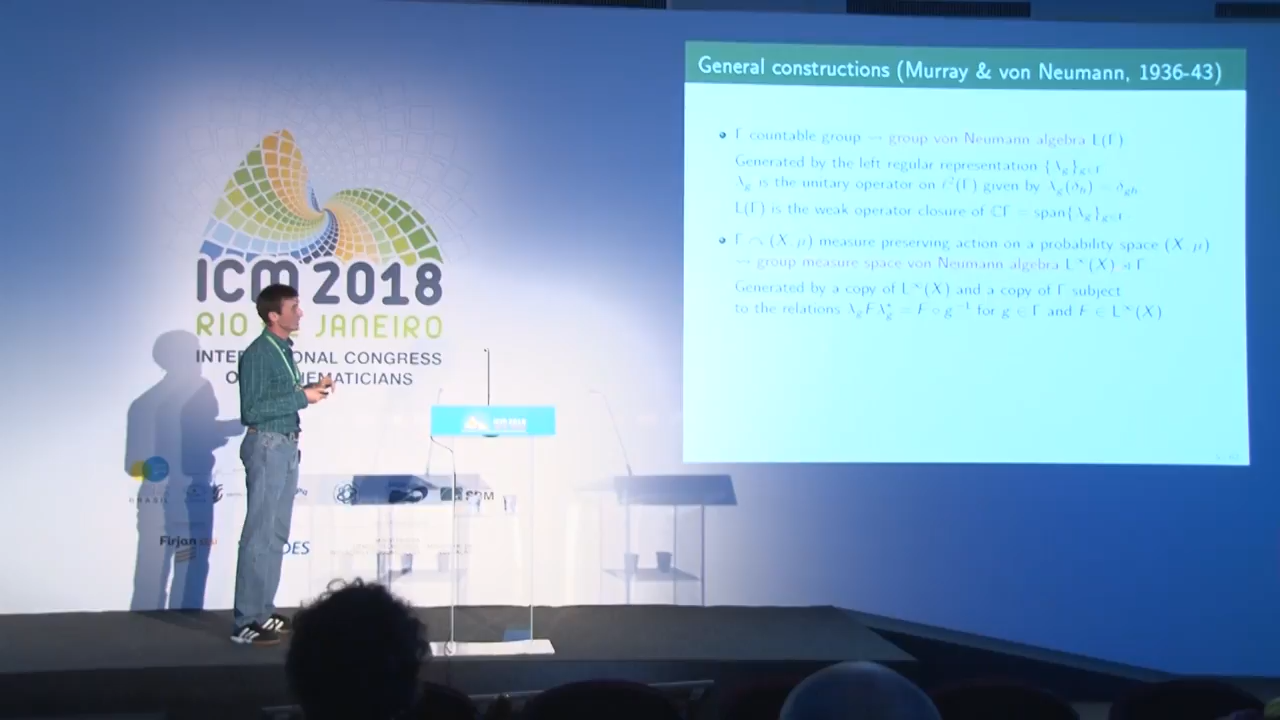 General constructions (Murray & von Neumann, 1936-43)
• Γ countable group → group von Neumann algebra L(Γ)
Generated by the left regular representation {λ_g}_{g∈Γ}
λ_g is the unitary operator on ℓ²(Γ) given by λ_g(δ_h) = δ_{gh}
L(Γ) is the weak operator closure of ℂΓ = span{λ_g}_{g∈Γ}
• Γ ↷ (X, μ) measure preserving action on a probability space (X, μ)
→ group measure space von Neumann algebra L^∞(X) ⋊ Γ
Generated by a copy of L^∞(X) and a copy of Γ subject
to the relations λ_g F λ_g^* = F ∘ g^{-1} for g ∈ Γ and F ∈ L^∞(X)
ICM 2018
RIO DE JANEIRO
INTERNATIONAL CONGRESS
OF MATHEMATICIANS
ICM 2018
BRASIL
Firjan